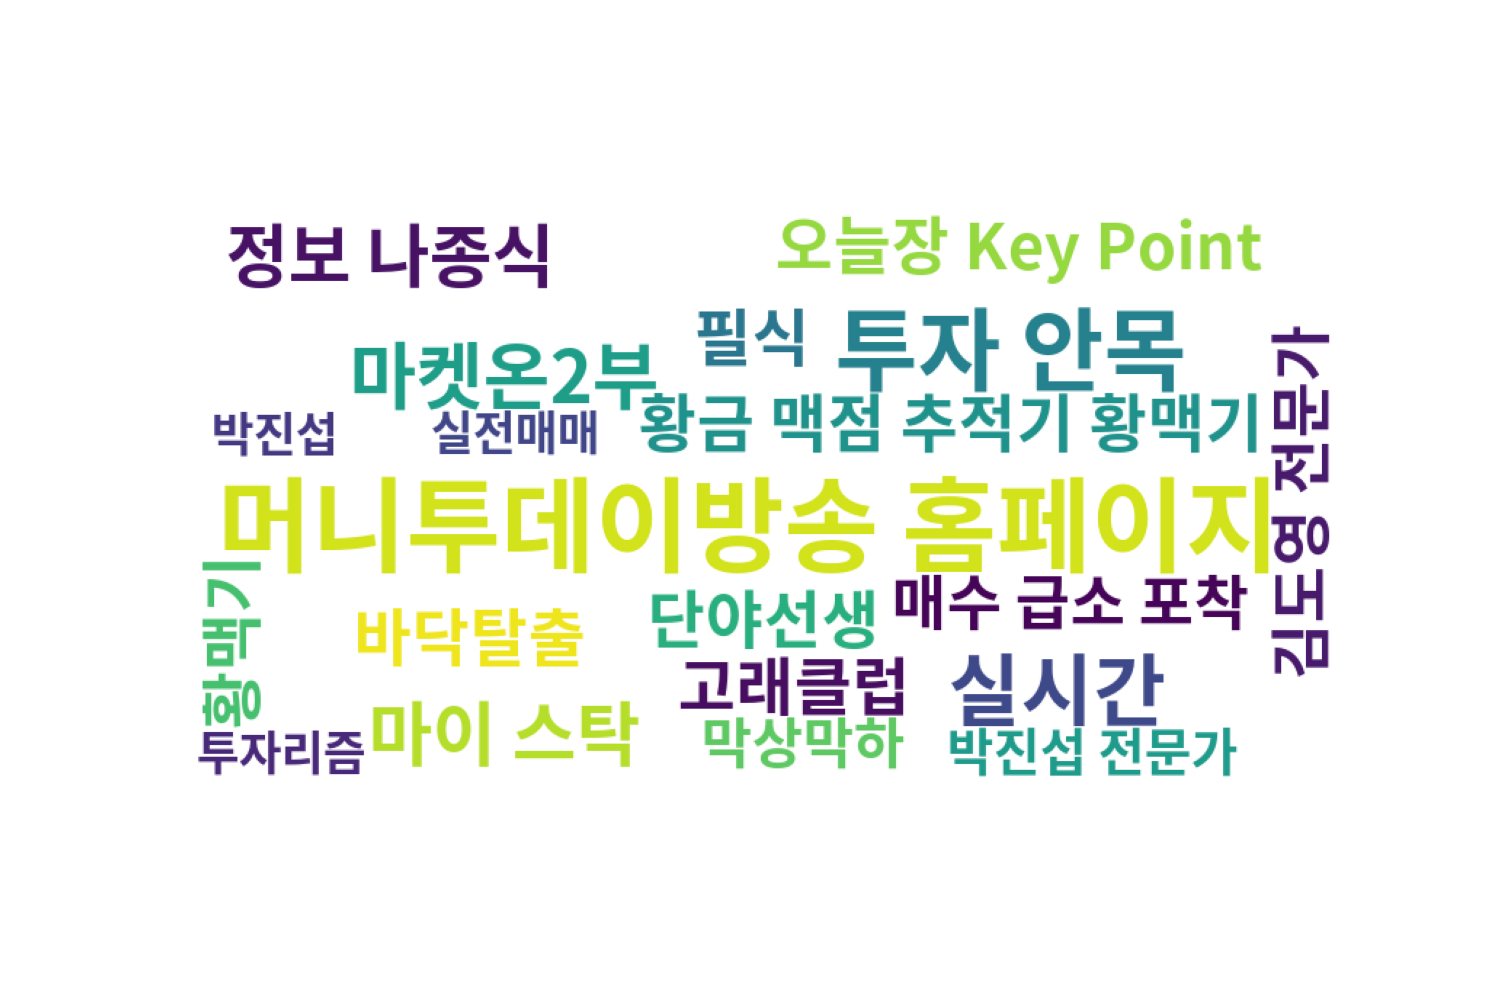 정보 나종식
오늘장 Key Point
필식
투자 안목
마켓온2부
황금 맥점 추적기 황맥기
박진섭
실전매매
김도영 전문가
머니투데이방송 홈페이지
황맥기
바닥탈출
단야선생
매수 급소 포착
고래클럽
실시간
마이 스탁
막상막하
투자리즘
박진섭 전문가